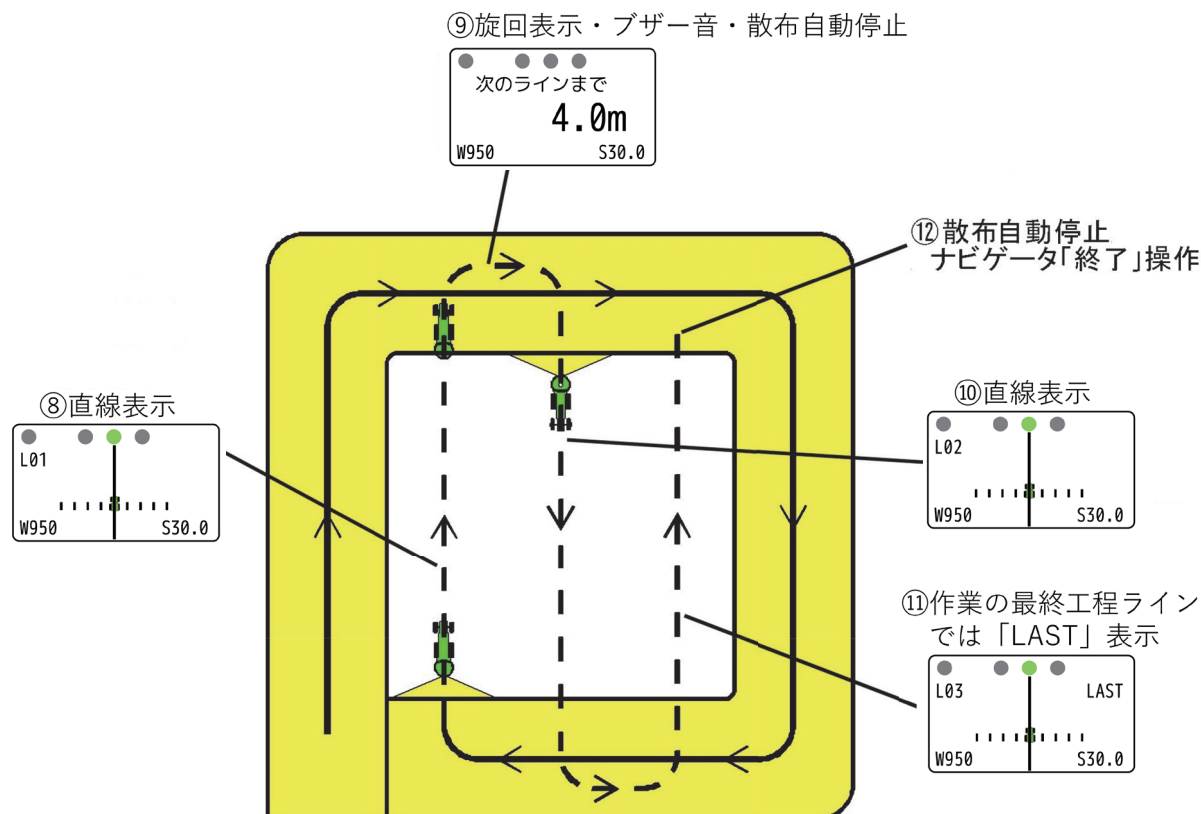 ⑨旋回表示・ブザー音・散布自動停止
次のラインまで
4.0m
W950 S30.0
⑫散布自動停止
ナビゲータ「終了」操作
⑧直線表示
L01
W950 S30.0
⑩直線表示
L02
W950 S30.0
⑪作業の最終工程ライン
では「LAST」表示
L03 LAST
W950 S30.0